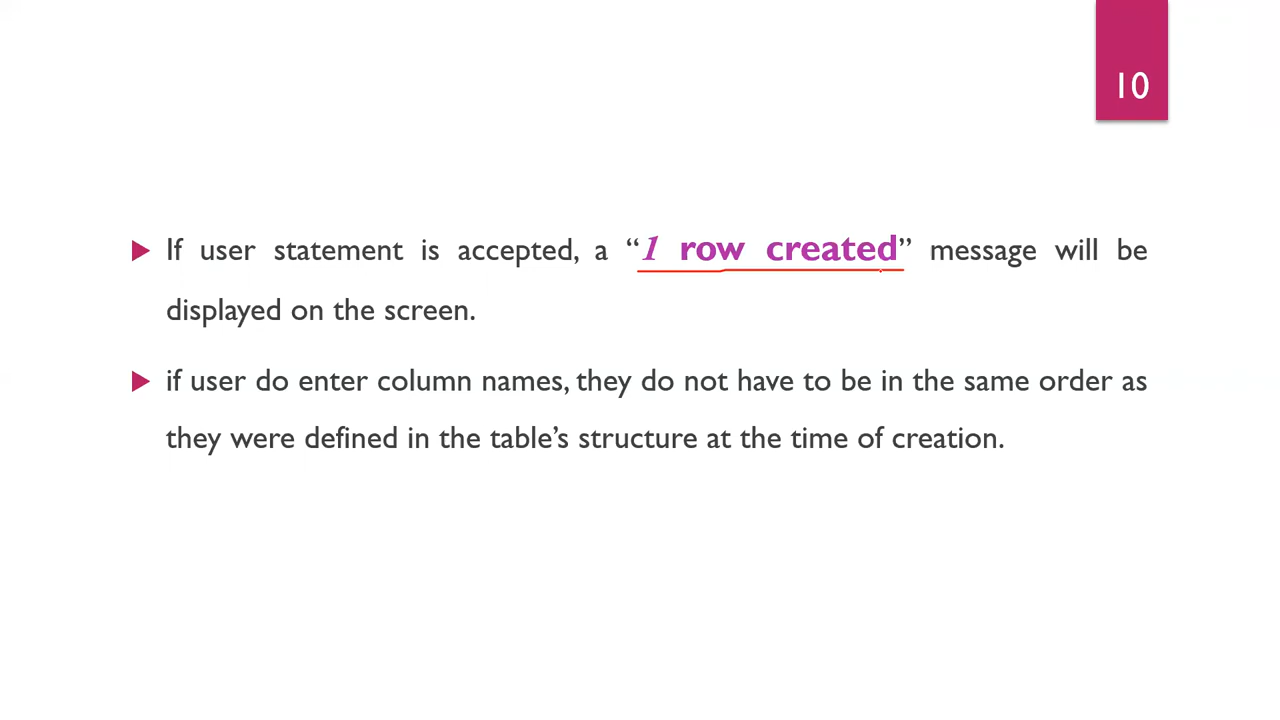 10
If user statement is accepted, a “1 row created” message will be
displayed on the screen.
if user do enter column names, they do not have to be in the same order as
they were defined in the table’s structure at the time of creation.